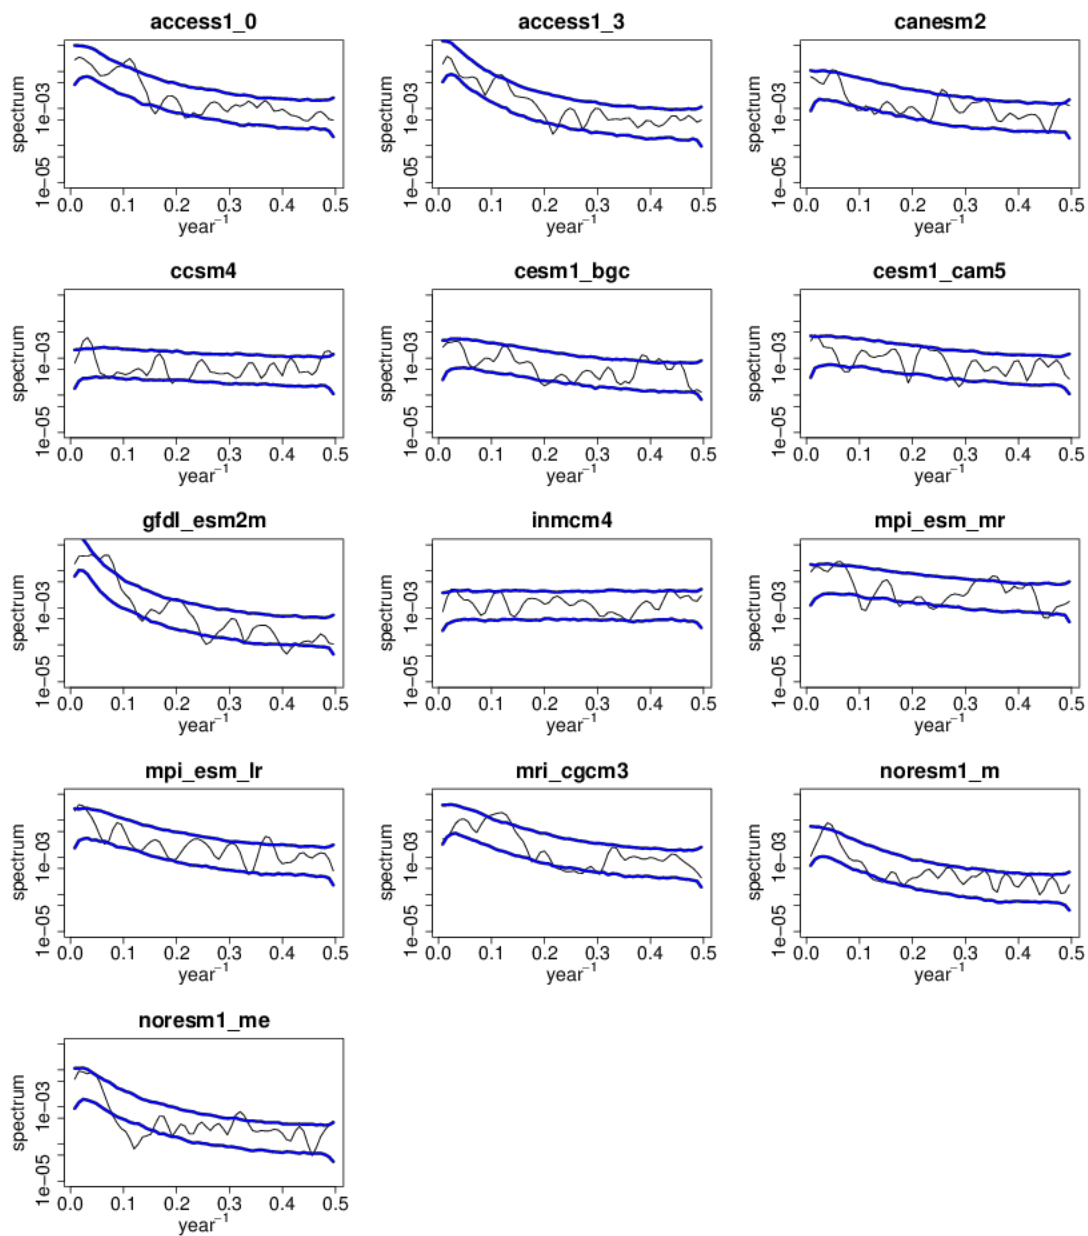 access1_0 access1_3 canesm2
spectrum 1e−05 1e−03 spectrum 1e−05 1e−03 spectrum 1e−05 1e−03
0.0 0.1 0.2 0.3 0.4 0.5 0.0 0.1 0.2 0.3 0.4 0.5 0.0 0.1 0.2 0.3 0.4 0.5
year⁻¹ year⁻¹ year⁻¹
ccsm4 cesm1_bgc cesm1_cam5
spectrum 1e−05 1e−03 spectrum 1e−05 1e−03 spectrum 1e−05 1e−03
0.0 0.1 0.2 0.3 0.4 0.5 0.0 0.1 0.2 0.3 0.4 0.5 0.0 0.1 0.2 0.3 0.4 0.5
year⁻¹ year⁻¹ year⁻¹
gfdl_esm2m inmcm4 mpi_esm_mr
spectrum 1e−05 1e−03 spectrum 1e−05 1e−03 spectrum 1e−05 1e−03
0.0 0.1 0.2 0.3 0.4 0.5 0.0 0.1 0.2 0.3 0.4 0.5 0.0 0.1 0.2 0.3 0.4 0.5
year⁻¹ year⁻¹ year⁻¹
mpi_esm_lr mri_cgcm3 noresm1_m
spectrum 1e−05 1e−03 spectrum 1e−05 1e−03 spectrum 1e−05 1e−03
0.0 0.1 0.2 0.3 0.4 0.5 0.0 0.1 0.2 0.3 0.4 0.5 0.0 0.1 0.2 0.3 0.4 0.5
year⁻¹ year⁻¹ year⁻¹
noresm1_me
spectrum 1e−05 1e−03
0.0 0.1 0.2 0.3 0.4 0.5
year⁻¹